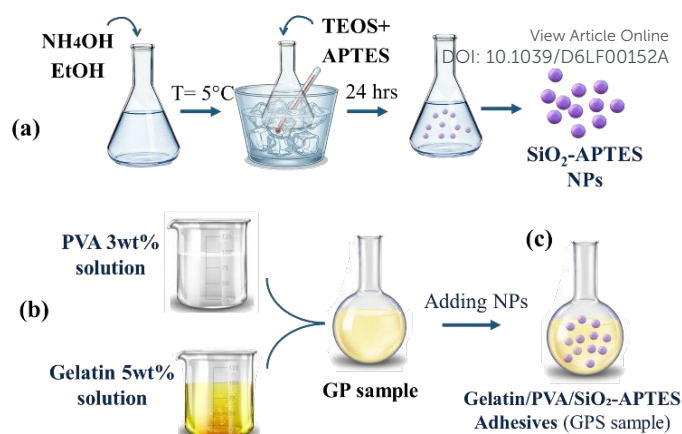 View Article Online
DOI: 10.1039/D6LF00152A
NH4OH
EtOH
T= 5°C
TEOS+
APTES
24 hrs
(a)
SiO₂-APTES
NPs
PVA 3wt%
solution
(b)
Gelatin 5wt%
solution
GP sample
Adding NPs
(c)
Gelatin/PVA/SiO₂-APTES
Adhesives (GPS sample)